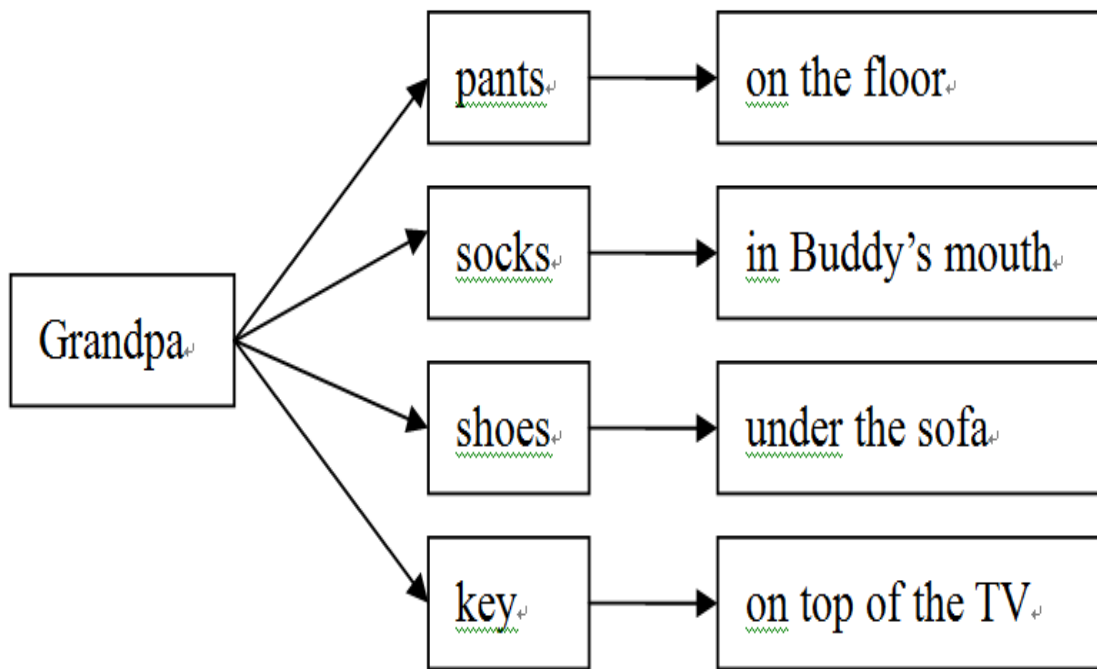 pants
on the floor
socks
in Buddy’s mouth
Grandpa
shoes
under the sofa
key
on top of the TV